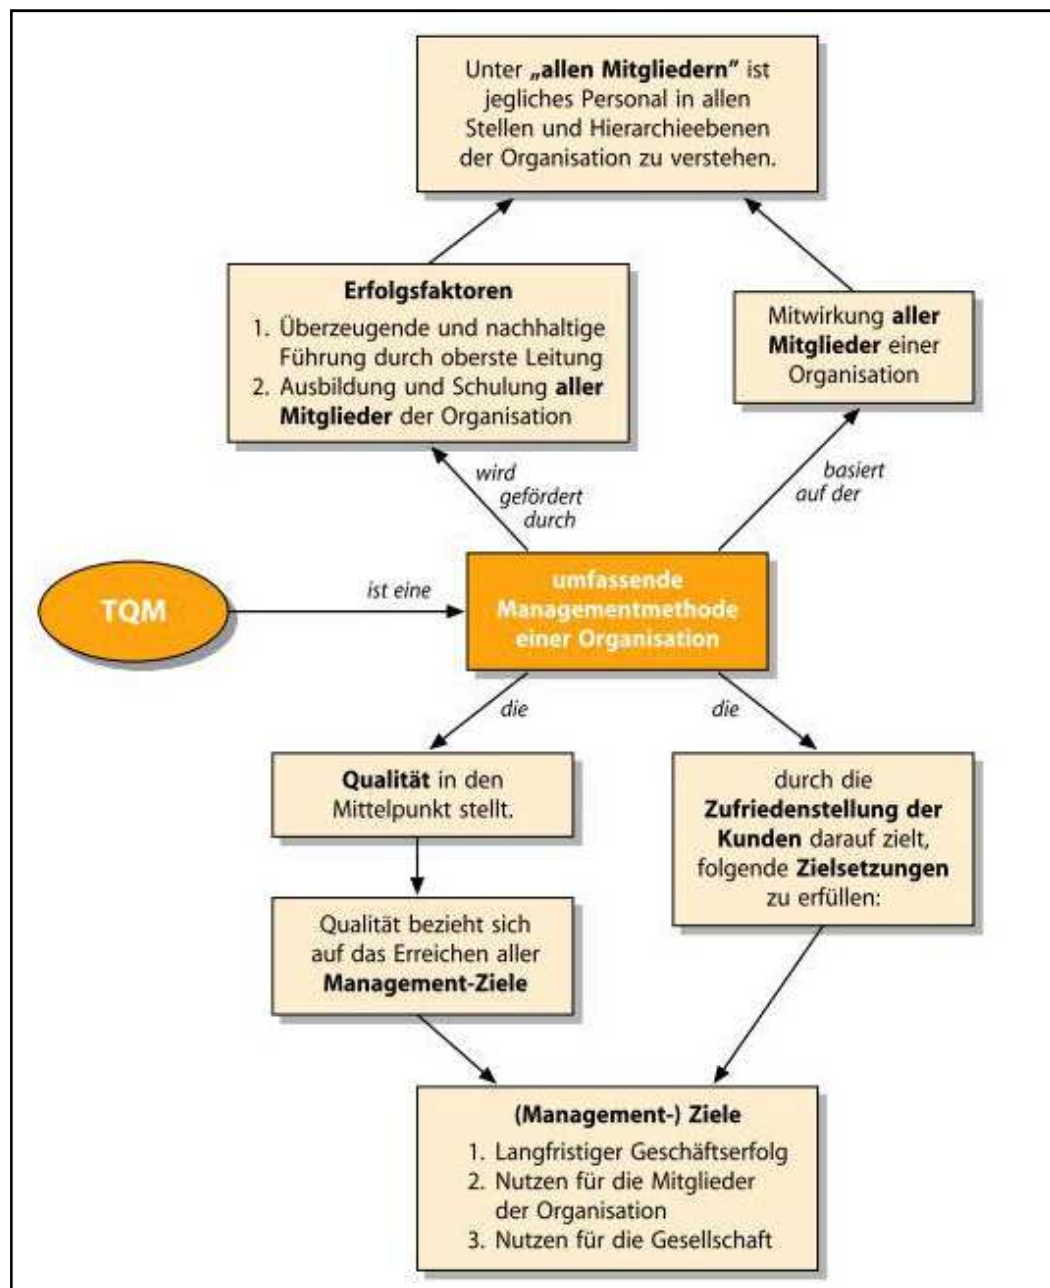 Unter „allen Mitgliedern” ist
jegliches Personal in allen
Stellen und Hierarchieebenen
der Organisation zu verstehen.
Erfolgsfaktoren
1. Überzeugende und nachhaltige
Führung durch oberste Leitung
2. Ausbildung und Schulung aller
Mitglieder der Organisation
Mitwirkung aller
Mitglieder einer
Organisation
wird
gefördert
durch
basiert
auf der
TQM
ist eine
umfassende
Managementmethode
einer Organisation
die
die
Qualität in den
Mittelpunkt stellt.
durch die
Zufriedenstellung der
Kunden darauf zielt,
folgende Zielsetzungen
zu erfüllen:
Qualität bezieht sich
auf das Erreichen aller
Management-Ziele
(Management-) Ziele
1. Langfristiger Geschäftserfolg
2. Nutzen für die Mitglieder
der Organisation
3. Nutzen für die Gesellschaft